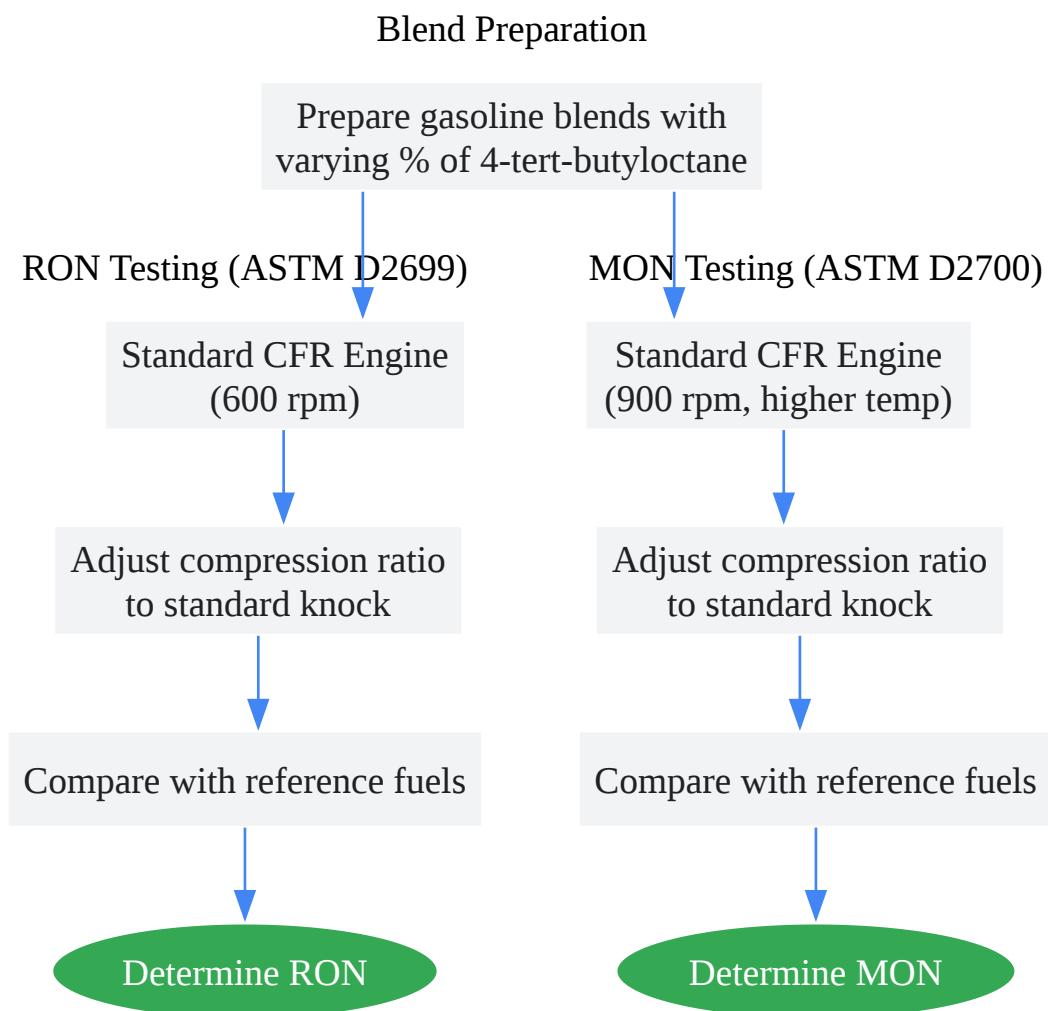 Blend Preparation
Prepare gasoline blends with
varying % of 4-tert-butyloctane
RON Testing (ASTM D2699)
Standard CFR Engine
(600 rpm)
Adjust compression ratio
to standard knock
Compare with reference fuels
Determine RON
MON Testing (ASTM D2700)
Standard CFR Engine
(900 rpm, higher temp)
Adjust compression ratio
to standard knock
Compare with reference fuels
Determine MON